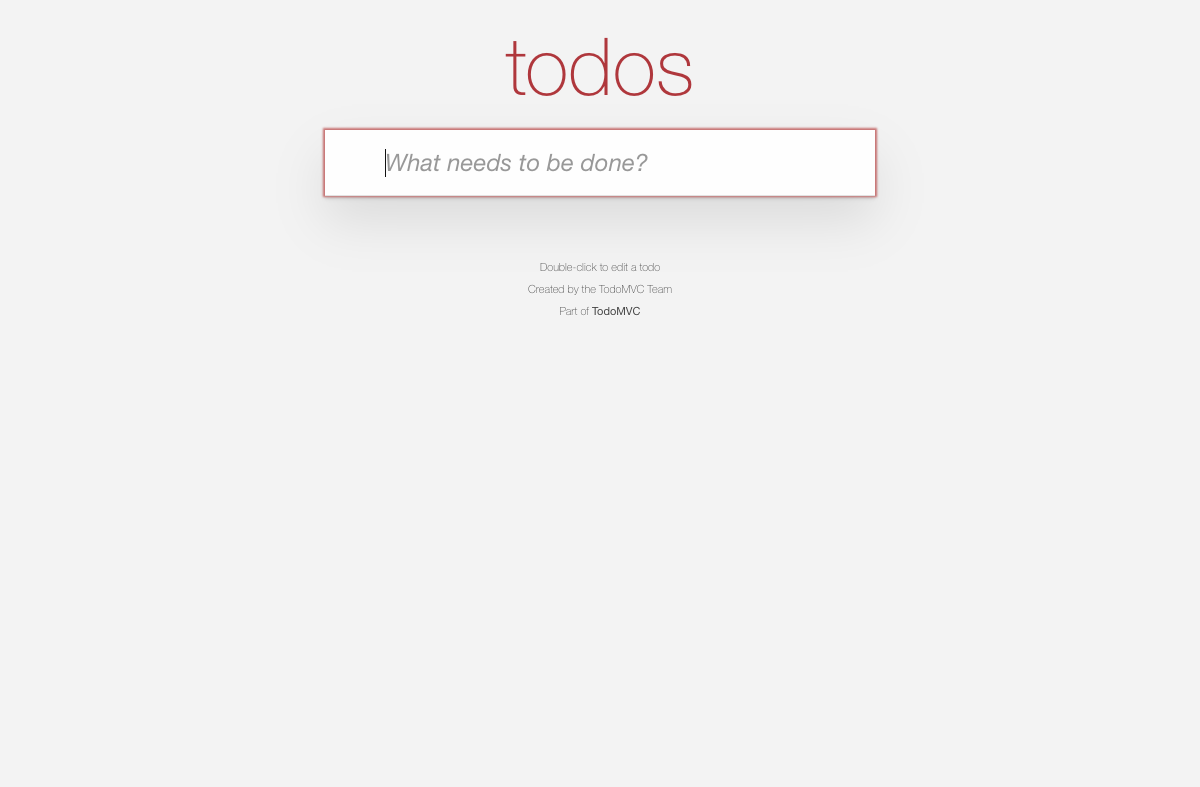 todos
What needs to be done?
Double-click to edit a todo
Created by the TodoMVC Team
Part of TodoMVC